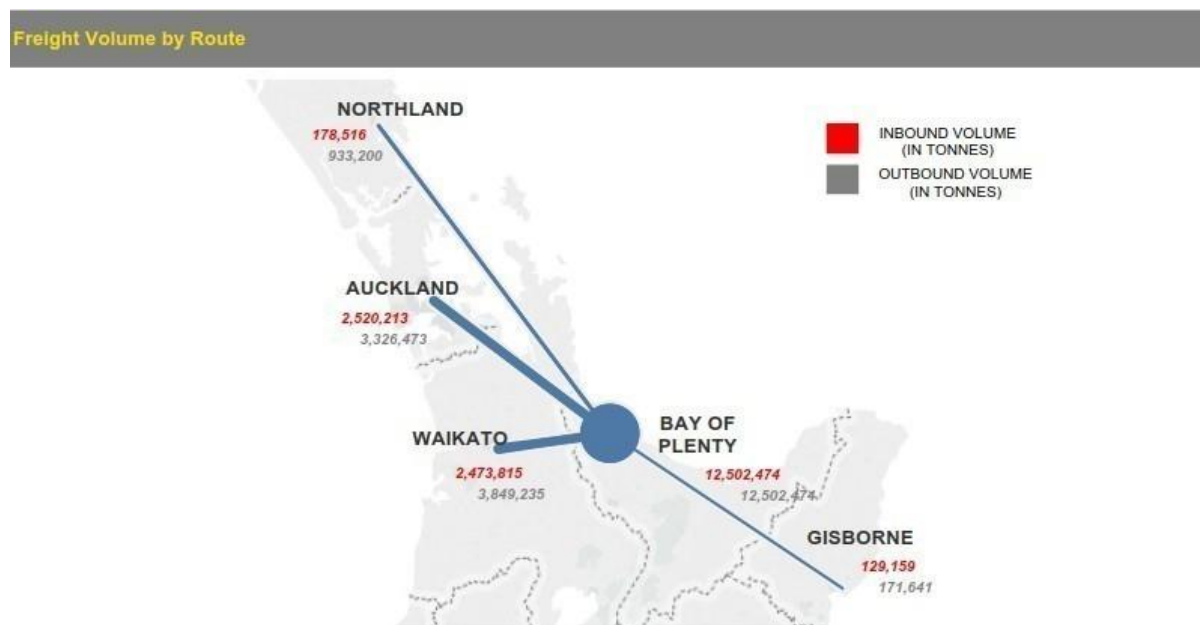 Freight Volume by Route
NORTHLAND
178,516
933,200
INBOUND VOLUME
(IN TONNES)
OUTBOUND VOLUME
(IN TONNES)
AUCKLAND
2,520,213
3,326,473
WAIKATO
2,473,815
3,849,235
BAY OF
PLENTY
12,502,474
12,502,474
GISBORNE
129,159
171,641